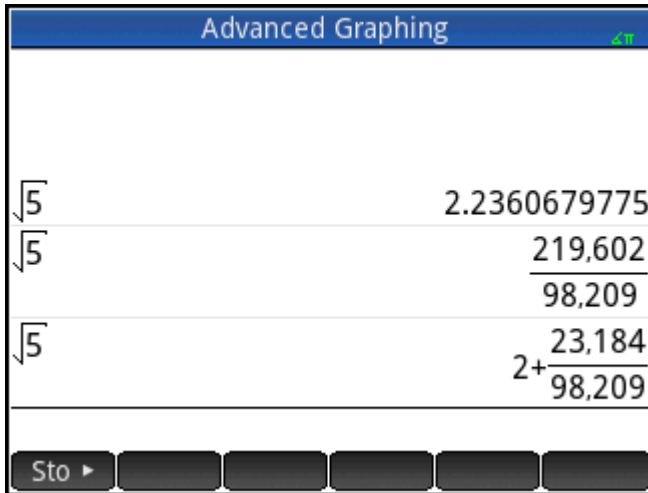 Advanced Graphing
∡π
√5
2.2360679775
√5
219,602
98,209
√5
2+23,184
98,209
Sto ►